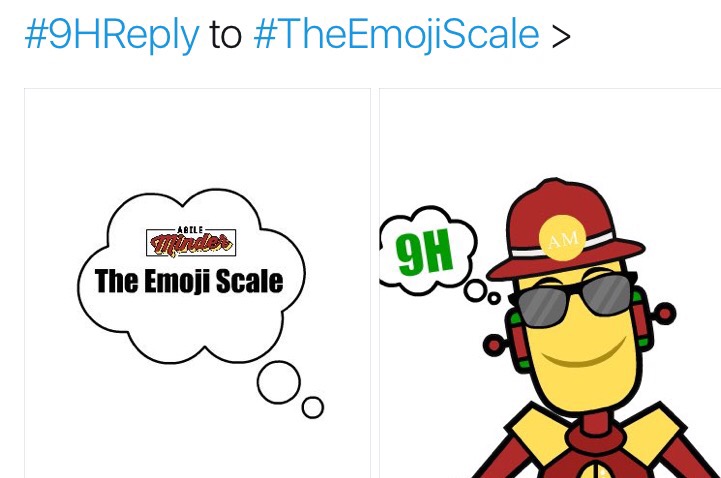 #9HReply to #TheEmojiScale >
AGILE
Minder
The Emoji Scale
9H
AM